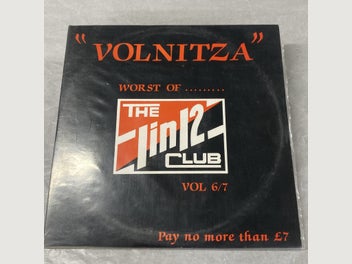 "VOLNITZA"
WORST OF.........
THE
1in12
CLUB
VOL 6/7
Pay no more than £7